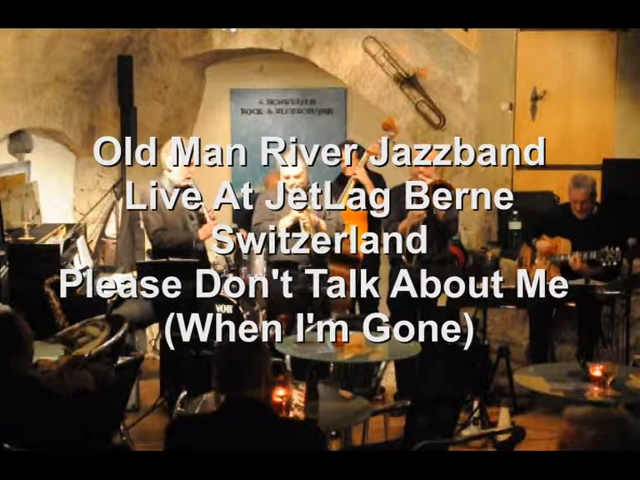 Old Man River Jazzband
Live At JetLag Berne
Switzerland
Please Don't Talk About Me
(When I'm Gone)